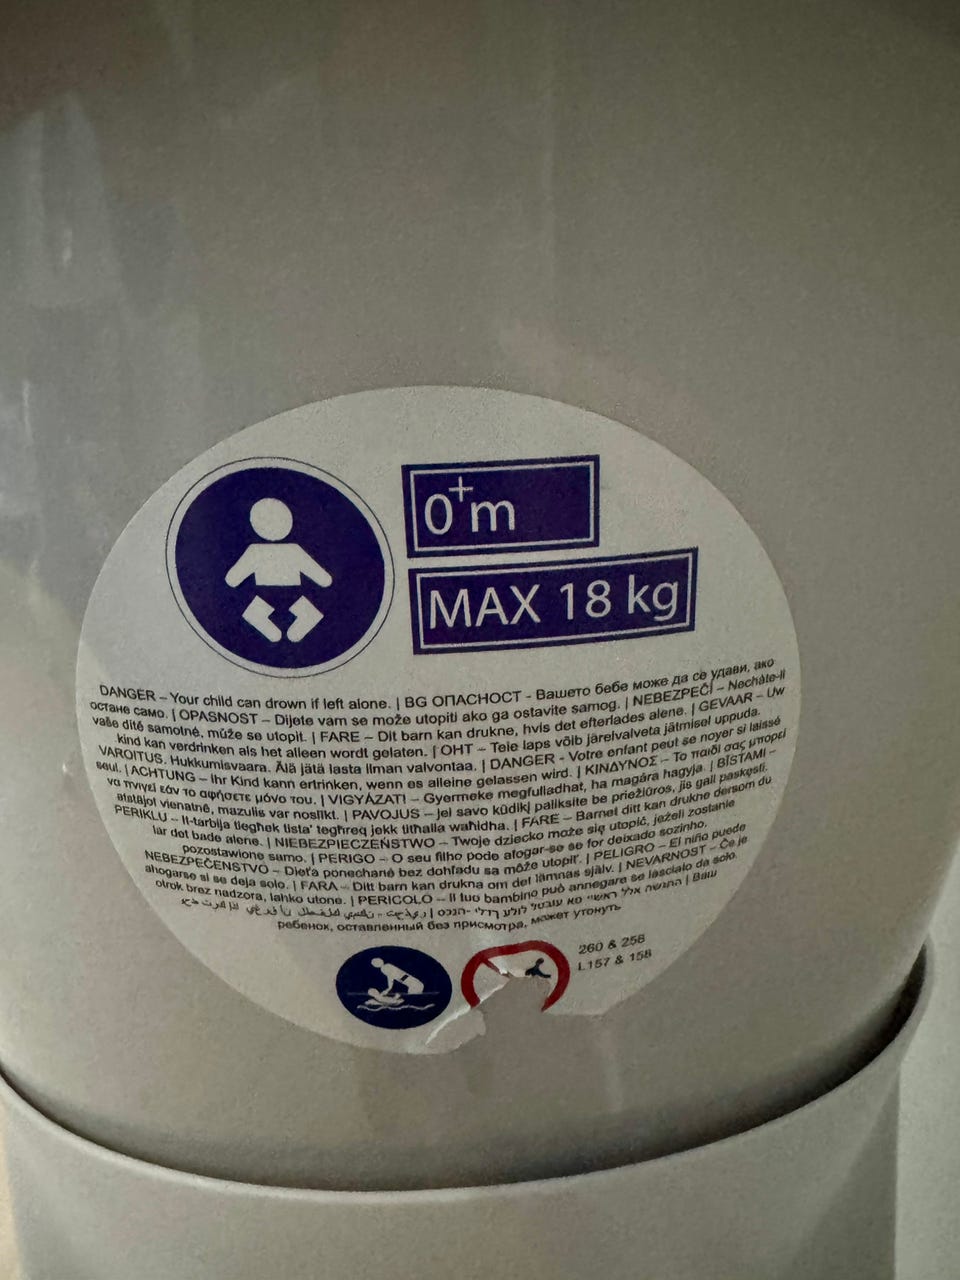 0+m
MAX 18 kg
DANGER – Your child can drown if left alone. | BG ОПАСНОСТ - Вашето бебе може да се удави, ако
остане само. | OPASNOST – Dijete vam se može utopiti ako ga ostavite samog. | NEBEZPEČÍ – Necháte-li
vaše dítě samotné, může se utopit. | FARE – Dit barn kan drukne, hvis det efterlades alene. | GEVAAR – Uw
kind kan verdrinken als het alleen wordt gelaten. | OHT – Teie laps võib järelvalveta jätmisel uppuda.
VAROITUS. Hukkumisvaara. Älä jätä lasta ilman valvontaa. | DANGER - Votre enfant peut se noyer si laissé
seul. | ACHTUNG – Ihr Kind kann ertrinken, wenn es alleine gelassen wird. | ΚΙΝΔΥΝΟΣ – Το παιδί σας μπορεί
να πνιγεί εάν το αφήσετε μόνο του. | VIGYÁZAT! – Gyermeke megfulladhat, ha magára hagyja. | BĪSTAMI –
atstājot vienatnē, mazulis var noslīkt. | PAVOJUS – jei savo kūdikį paliksite be priežiūros, jis gali paskęsti.
PERIKLU – It-tarbija tiegħek tista' tegħreq jekk titħalla waħidha. | FARE – Barnet ditt kan drukne dersom du
lar det bade alene. | NIEBEZPIECZEŃSTWO – Twoje dziecko może się utopić, jeżeli zostanie
pozostawione samo. | PERIGO – O seu filho pode afogar-se se for deixado sozinho.
NEBEZPEČENSTVO – Dieťa ponechané bez dohľadu sa môže utopiť. | PELIGRO – El niño puede
ahogarse si se deja solo. | FARA – Ditt barn kan drukna om det lämnas själv. | NEVARNOST – Če je
otrok brez nadzora, lahko utone. | PERICOLO – Il tuo bambino può annegare se lasciato da solo.
| Ваш
ребенок, оставленный без присмотра, может утонуть
260 & 258
L157 & 158